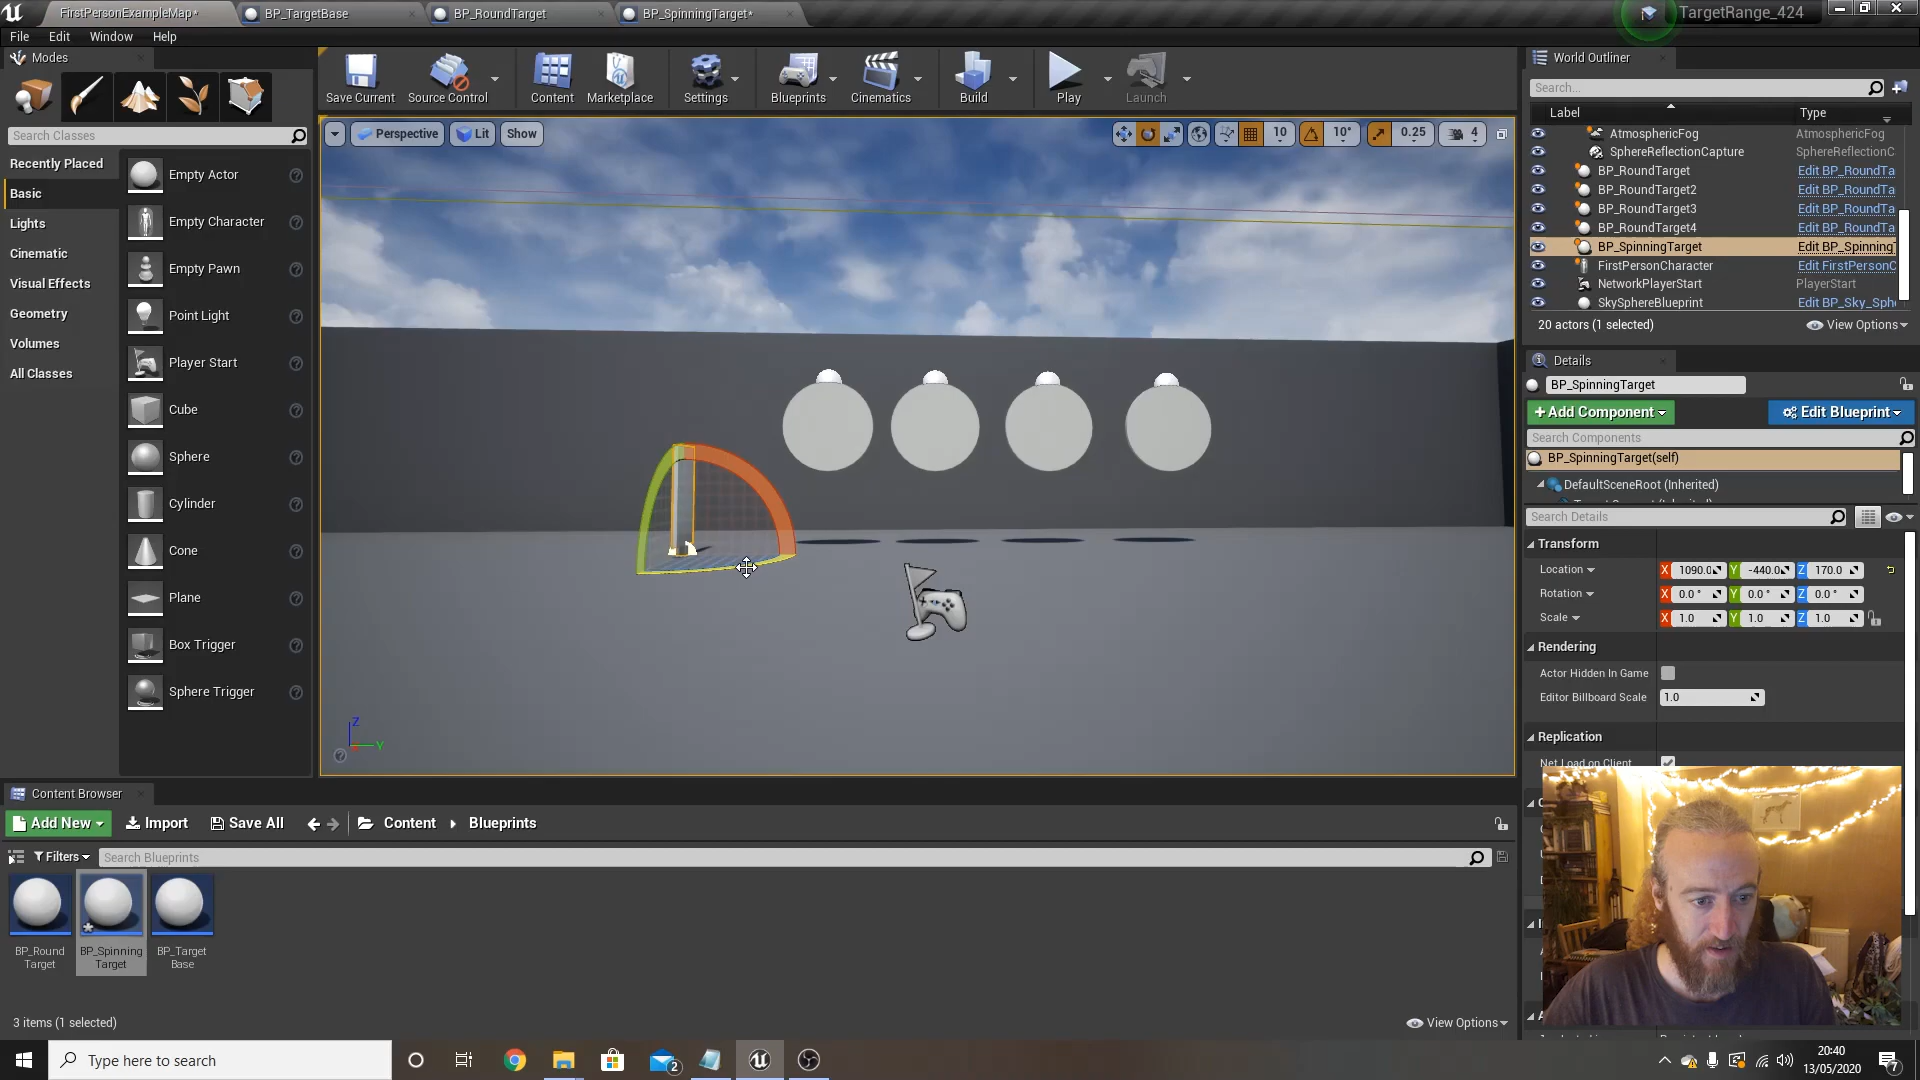 FirstPersonExampleMap*
BP_TargetBase
BP_RoundTarget
BP_SpinningTarget*
TargetRange_424
File
Edit
Window
Help
Modes
Save Current
Source Control
Content
Marketplace
Settings
Blueprints
Cinematics
Build
Play
Launch
Search Classes
Recently Placed
Basic
Lights
Cinematic
Visual Effects
Geometry
Volumes
All Classes
Empty Actor
Empty Character
Empty Pawn
Point Light
Player Start
Cube
Sphere
Cylinder
Cone
Plane
Box Trigger
Sphere Trigger
Perspective
Lit
Show
10
10°
0.25
4
Z
Y
World Outliner
Search...
Label
Type
AtmosphericFog AtmosphericFog
SphereReflectionCapture SphereReflectionC
BP_RoundTarget Edit BP_RoundTa
BP_RoundTarget2 Edit BP_RoundTa
BP_RoundTarget3 Edit BP_RoundTa
BP_RoundTarget4 Edit BP_RoundTa
BP_SpinningTarget Edit BP_SpinningT
FirstPersonCharacter Edit FirstPersonC
NetworkPlayerStart PlayerStart
SkySphereBlueprint Edit BP_Sky_Sph
20 actors (1 selected)
View Options
Details
BP_SpinningTarget
+Add Component
Edit Blueprint
Search Components
BP_SpinningTarget(self)
DefaultSceneRoot (Inherited)
Search Details
Transform
Location X 1090.0 Y -440.0 Z 170.0
Rotation X 0.0° Y 0.0° Z 0.0°
Scale X 1.0 Y 1.0 Z 1.0
Rendering
Actor Hidden In Game
Editor Billboard Scale 1.0
Replication
Net Load on Client
Content Browser
Add New
Import
Save All
Content
Blueprints
Filters
Search Blueprints
BP_Round
Target
BP_Spinning
Target
BP_Target
Base
3 items (1 selected)
View Options
Type here to search
2
20:40
13/05/2020
7